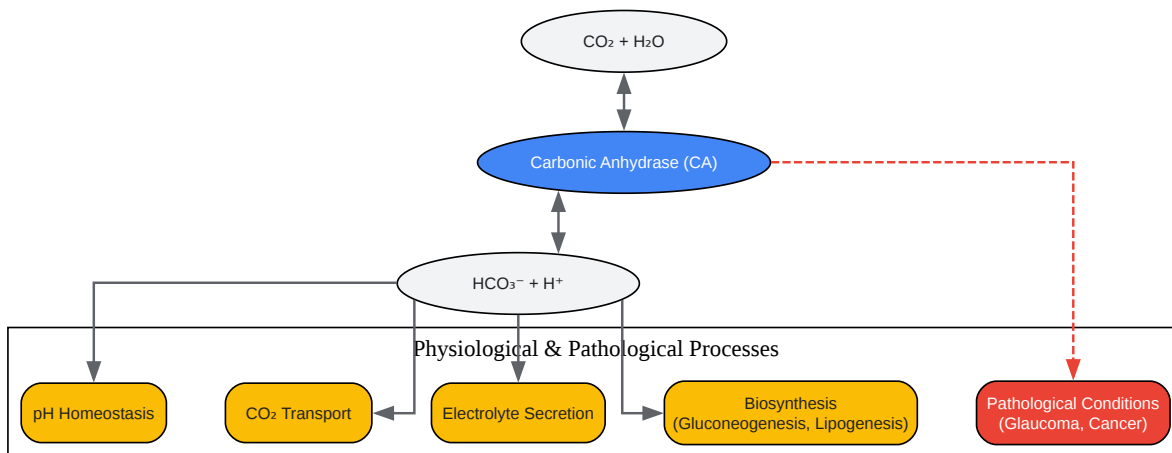 CO₂ + H₂O
Carbonic Anhydrase (CA)
HCO₃⁻ + H⁺
Physiological & Pathological Processes
pH Homeostasis
CO₂ Transport
Electrolyte Secretion
Biosynthesis
(Gluconeogenesis, Lipogenesis)
Pathological Conditions
(Glaucoma, Cancer)